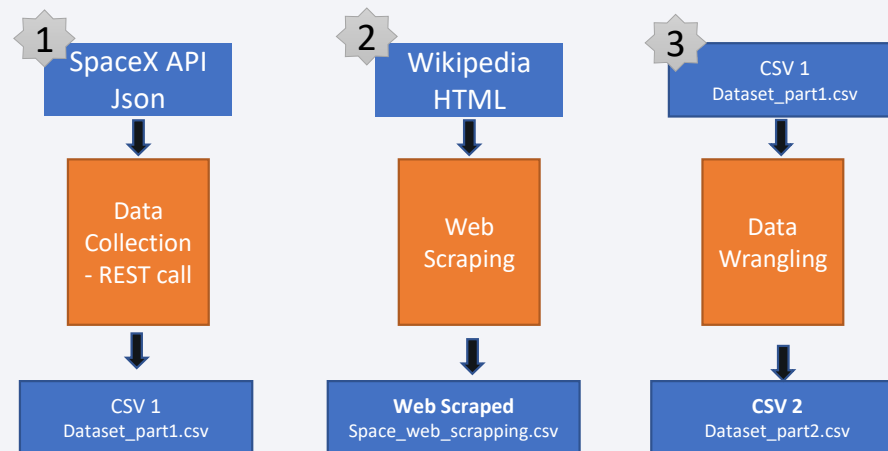 1
SpaceX API
Json
Data
Collection
- REST call
CSV 1
Dataset_part1.csv
2
Wikipedia
HTML
Web
Scraping
Web Scraped
Space_web_scrapping.csv
3
CSV 1
Dataset_part1.csv
Data
Wrangling
CSV 2
Dataset_part2.csv